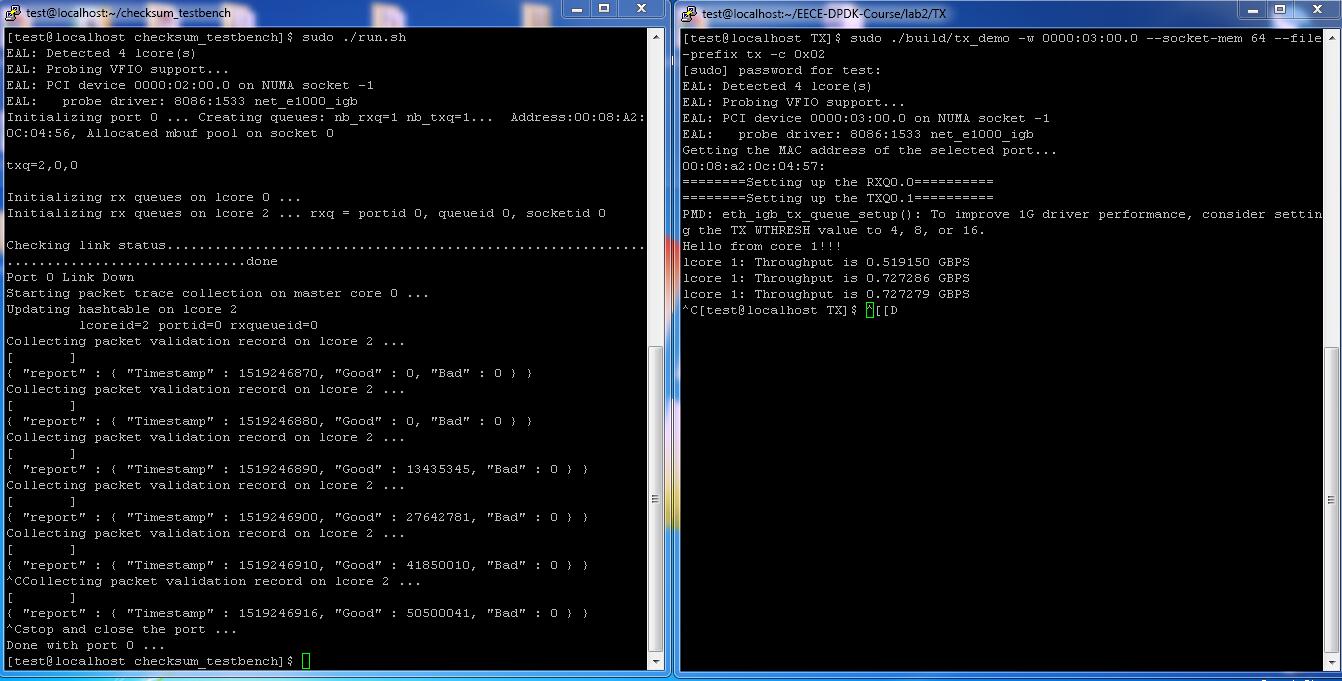 test@localhost:~/checksum_testbench
[test@localhost checksum_testbench]$ sudo ./run.sh
EAL: Detected 4 lcore(s)
EAL: Probing VFIO support...
EAL: PCI device 0000:02:00.0 on NUMA socket -1
EAL:   probe driver: 8086:1533 net_e1000_igb
Initializing port 0 ... Creating queues: nb_rxq=1 nb_txq=1...  Address:00:08:A2:
0C:04:56, Allocated mbuf pool on socket 0
txq=2,0,0
Initializing rx queues on lcore 0 ...
Initializing rx queues on lcore 2 ... rxq = portid 0, queueid 0, socketid 0
Checking link status............................................................
..............................done
Port 0 Link Down
Starting packet trace collection on master core 0 ...
Updating hashtable on lcore 2
         lcoreid=2 portid=0 rxqueueid=0
Collecting packet validation record on lcore 2 ...
[       ]
{ "report" : { "Timestamp" : 1519246870, "Good" : 0, "Bad" : 0 } }
Collecting packet validation record on lcore 2 ...
[       ]
{ "report" : { "Timestamp" : 1519246880, "Good" : 0, "Bad" : 0 } }
Collecting packet validation record on lcore 2 ...
[       ]
{ "report" : { "Timestamp" : 1519246890, "Good" : 13435345, "Bad" : 0 } }
Collecting packet validation record on lcore 2 ...
[       ]
{ "report" : { "Timestamp" : 1519246900, "Good" : 27642781, "Bad" : 0 } }
Collecting packet validation record on lcore 2 ...
[       ]
{ "report" : { "Timestamp" : 1519246910, "Good" : 41850010, "Bad" : 0 } }
^CCollecting packet validation record on lcore 2 ...
[       ]
{ "report" : { "Timestamp" : 1519246916, "Good" : 50500041, "Bad" : 0 } }
^Cstop and close the port ...
Done with port 0 ...
[test@localhost checksum_testbench]$
test@localhost:~/EECE-DPDK-Course/lab2/TX
[test@localhost TX]$ sudo ./build/tx_demo -w 0000:03:00.0 --socket-mem 64 --file
-prefix tx -c 0x02
[sudo] password for test:
EAL: Detected 4 lcore(s)
EAL: Probing VFIO support...
EAL: PCI device 0000:03:00.0 on NUMA socket -1
EAL:   probe driver: 8086:1533 net_e1000_igb
Getting the MAC address of the selected port...
00:08:a2:0c:04:57:
========Setting up the RXQ0.0==========
========Setting up the TXQ0.1==========
PMD: eth_igb_tx_queue_setup(): To improve 1G driver performance, consider settin
g the TX WTHRESH value to 4, 8, or 16.
Hello from core 1!!!
lcore 1: Throughput is 0.519150 GBPS
lcore 1: Throughput is 0.727286 GBPS
lcore 1: Throughput is 0.727279 GBPS
^C[test@localhost TX]$ ^[[D